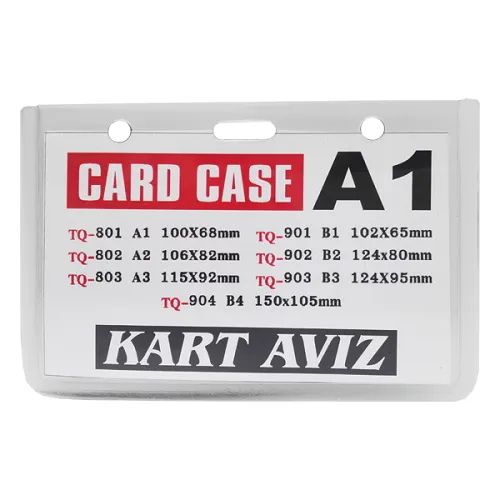 CARD CASE A1
TQ-801 A1 100X68mm TQ-901 B1 102X65mm
TQ-802 A2 106X82mm TQ-902 B2 124x80mm
TQ-803 A3 115X92mm TQ-903 B3 124X95mm
TQ-904 B4 150x105mm
KART AVIZ